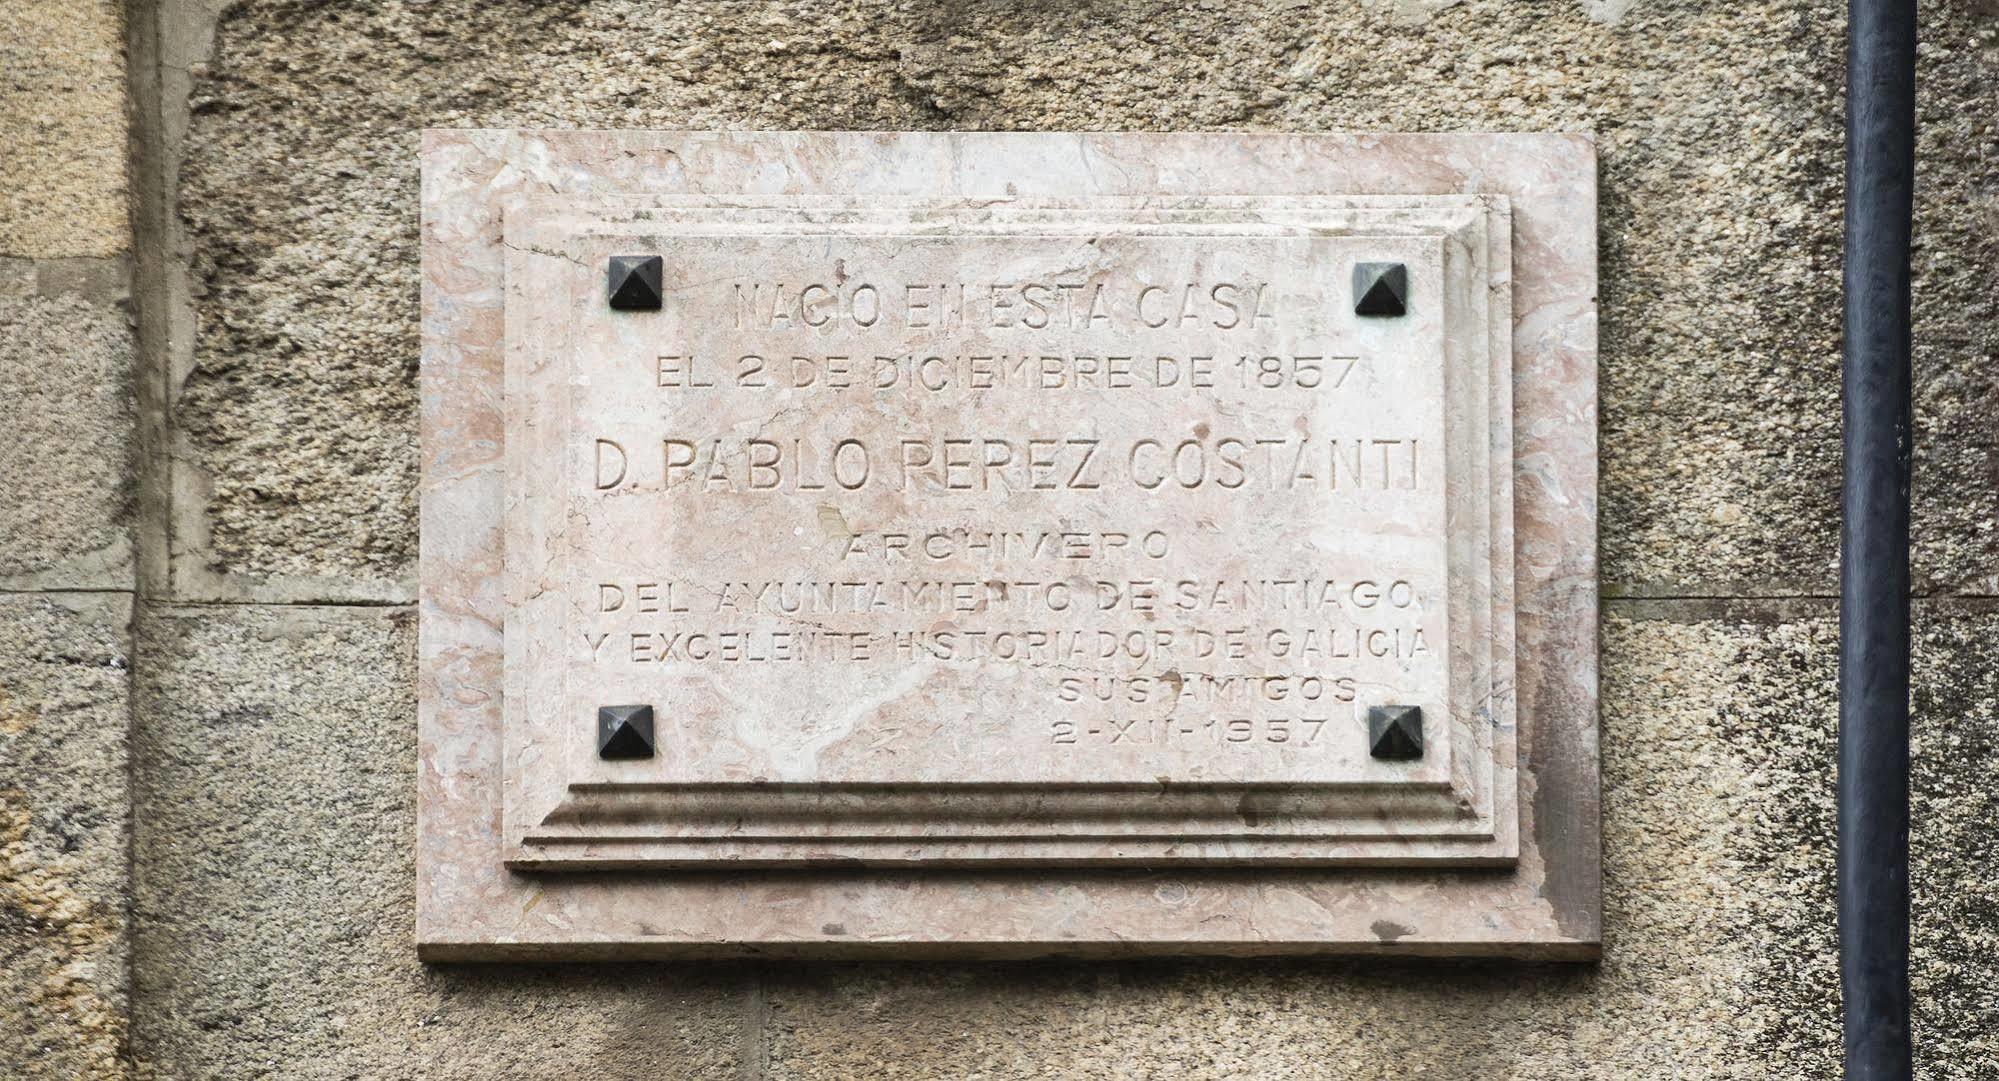 NACIO EN ESTA CASA
EL 2 DE DICIEMBRE DE 1857
D. PABLO PEREZ COSTANTI
ARCHIVERO
DEL AYUNTAMIENTO DE SANTIAGO
Y EXCELENTE HISTORIADOR DE GALICIA
SUS AMIGOS
2-XII-1957